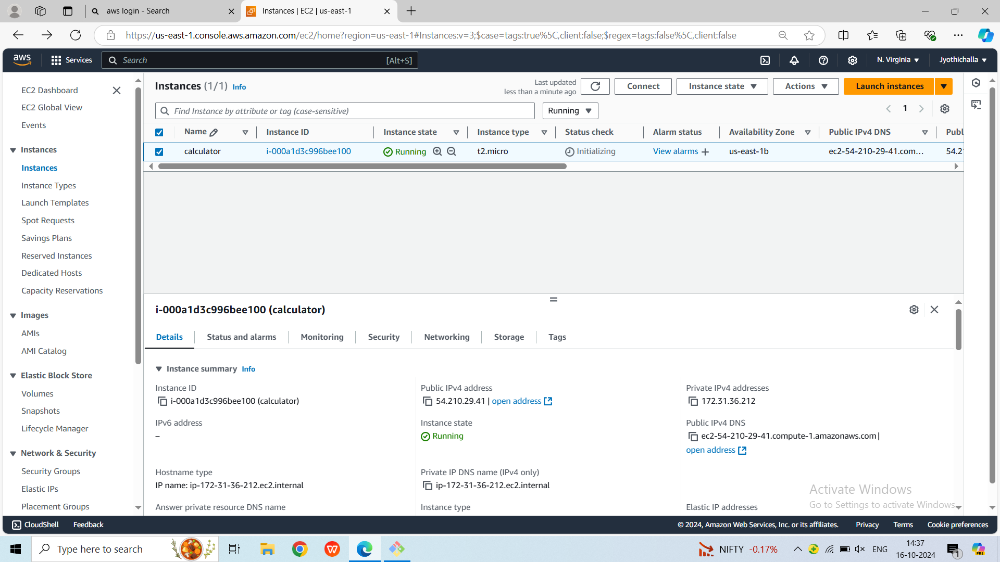 aws login - Search
Instances | EC2 | us-east-1
https://us-east-1.console.aws.amazon.com/ec2/home?region=us-east-1#Instances:v=3;$case=tags:true%5C,client:false;$regex=tags:false%5C,client:false
aws
Services
Search
[Alt+S]
N. Virginia
Jyothichalla
EC2 Dashboard
EC2 Global View
Events
Instances
Instances
Instance Types
Launch Templates
Spot Requests
Savings Plans
Reserved Instances
Dedicated Hosts
Capacity Reservations
Images
AMIs
AMI Catalog
Elastic Block Store
Volumes
Snapshots
Lifecycle Manager
Network & Security
Security Groups
Elastic IPs
Placement Groups
Instances (1/1) Info
Last updated
less than a minute ago
Connect
Instance state
Actions
Launch instances
Find Instance by attribute or tag (case-sensitive)
Running
1
Name Instance ID Instance state Instance type Status check Alarm status Availability Zone Public IPv4 DNS Publ
calculator i-000a1d3c996bee100 Running t2.micro Initializing View alarms us-east-1b ec2-54-210-29-41.com... 54.2
i-000a1d3c996bee100 (calculator)
Details Status and alarms Monitoring Security Networking Storage Tags
Instance summary Info
Instance ID
i-000a1d3c996bee100 (calculator)
Public IPv4 address
54.210.29.41 | open address
Private IPv4 addresses
172.31.36.212
IPv6 address
–
Instance state
Running
Public IPv4 DNS
ec2-54-210-29-41.compute-1.amazonaws.com |
open address
Hostname type
IP name: ip-172-31-36-212.ec2.internal
Private IP DNS name (IPv4 only)
ip-172-31-36-212.ec2.internal
Answer private resource DNS name
Instance type
Elastic IP addresses
Activate Windows
Go to Settings to activate Windows.
CloudShell
Feedback
© 2024, Amazon Web Services, Inc. or its affiliates.
Privacy
Terms
Cookie preferences
Type here to search
W
NIFTY -0.17%
ENG
14:37
16-10-2024
1
PRE